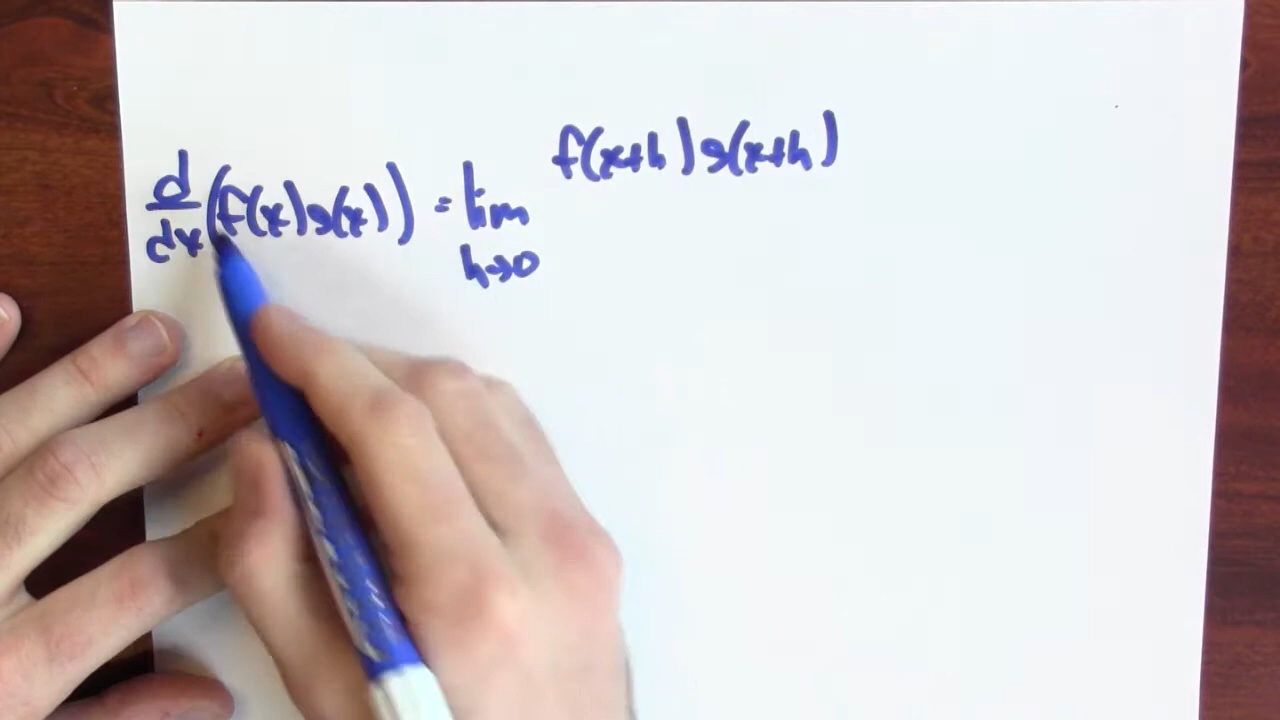 d/dx (f(x)g(x)) = lim h→0 f(x+h)g(x+h)